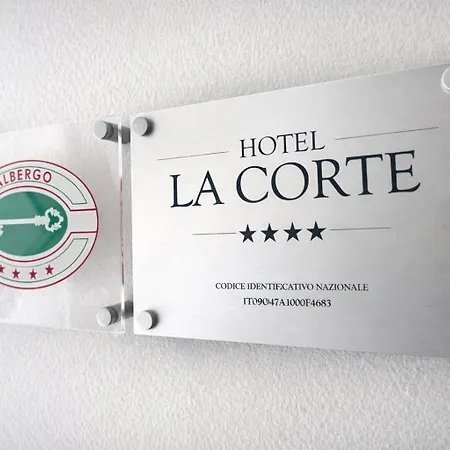 ALBERGO
★★★★
HOTEL
LA CORTE
★★★★
CODICE IDENTIFICATIVO NAZIONALE
IT090047A1000F4683